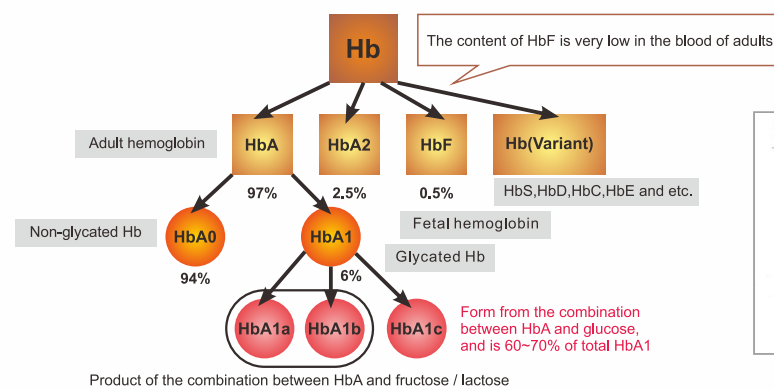 Hb
The content of HbF is very low in the blood of adults
Adult hemoglobin
HbA
HbA2
HbF
Hb(Variant)
97%
2.5%
0.5%
HbS,HbD,HbC,HbE and etc.
Non-glycated Hb
HbA0
HbA1
Fetal hemoglobin
Glycated Hb
94%
6%
HbA1a
HbA1b
HbA1c
Form from the combination
between HbA and glucose,
and is 60~70% of total HbA1
Product of the combination between HbA and fructose / lactose